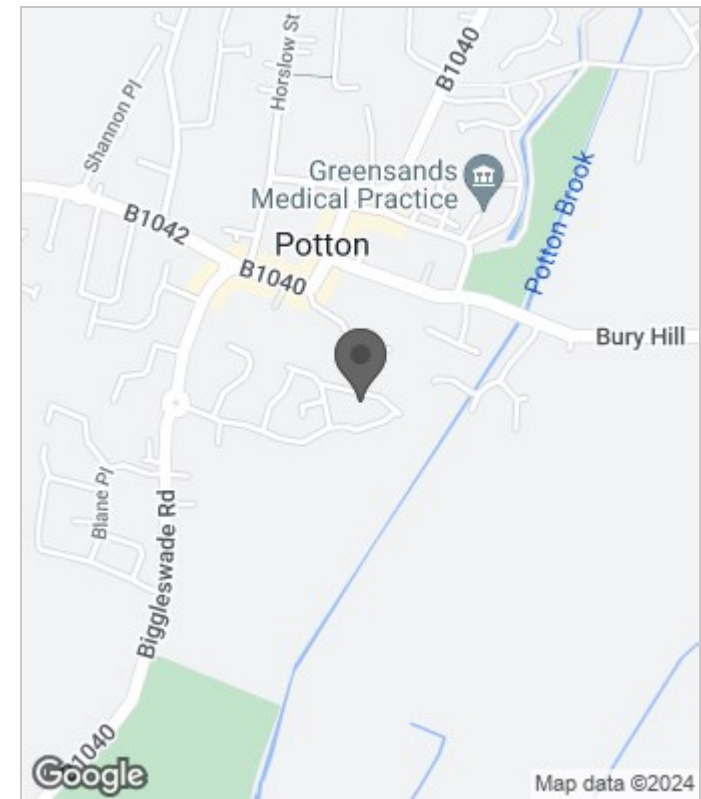 Horslow St
B1040
Shannon Pl
Greensands
Medical Practice
B1042
Potton
Potton Brook
B1040
Bury Hill
Blane Pl
Biggleswade Rd
B1040
Google
Map data ©2024